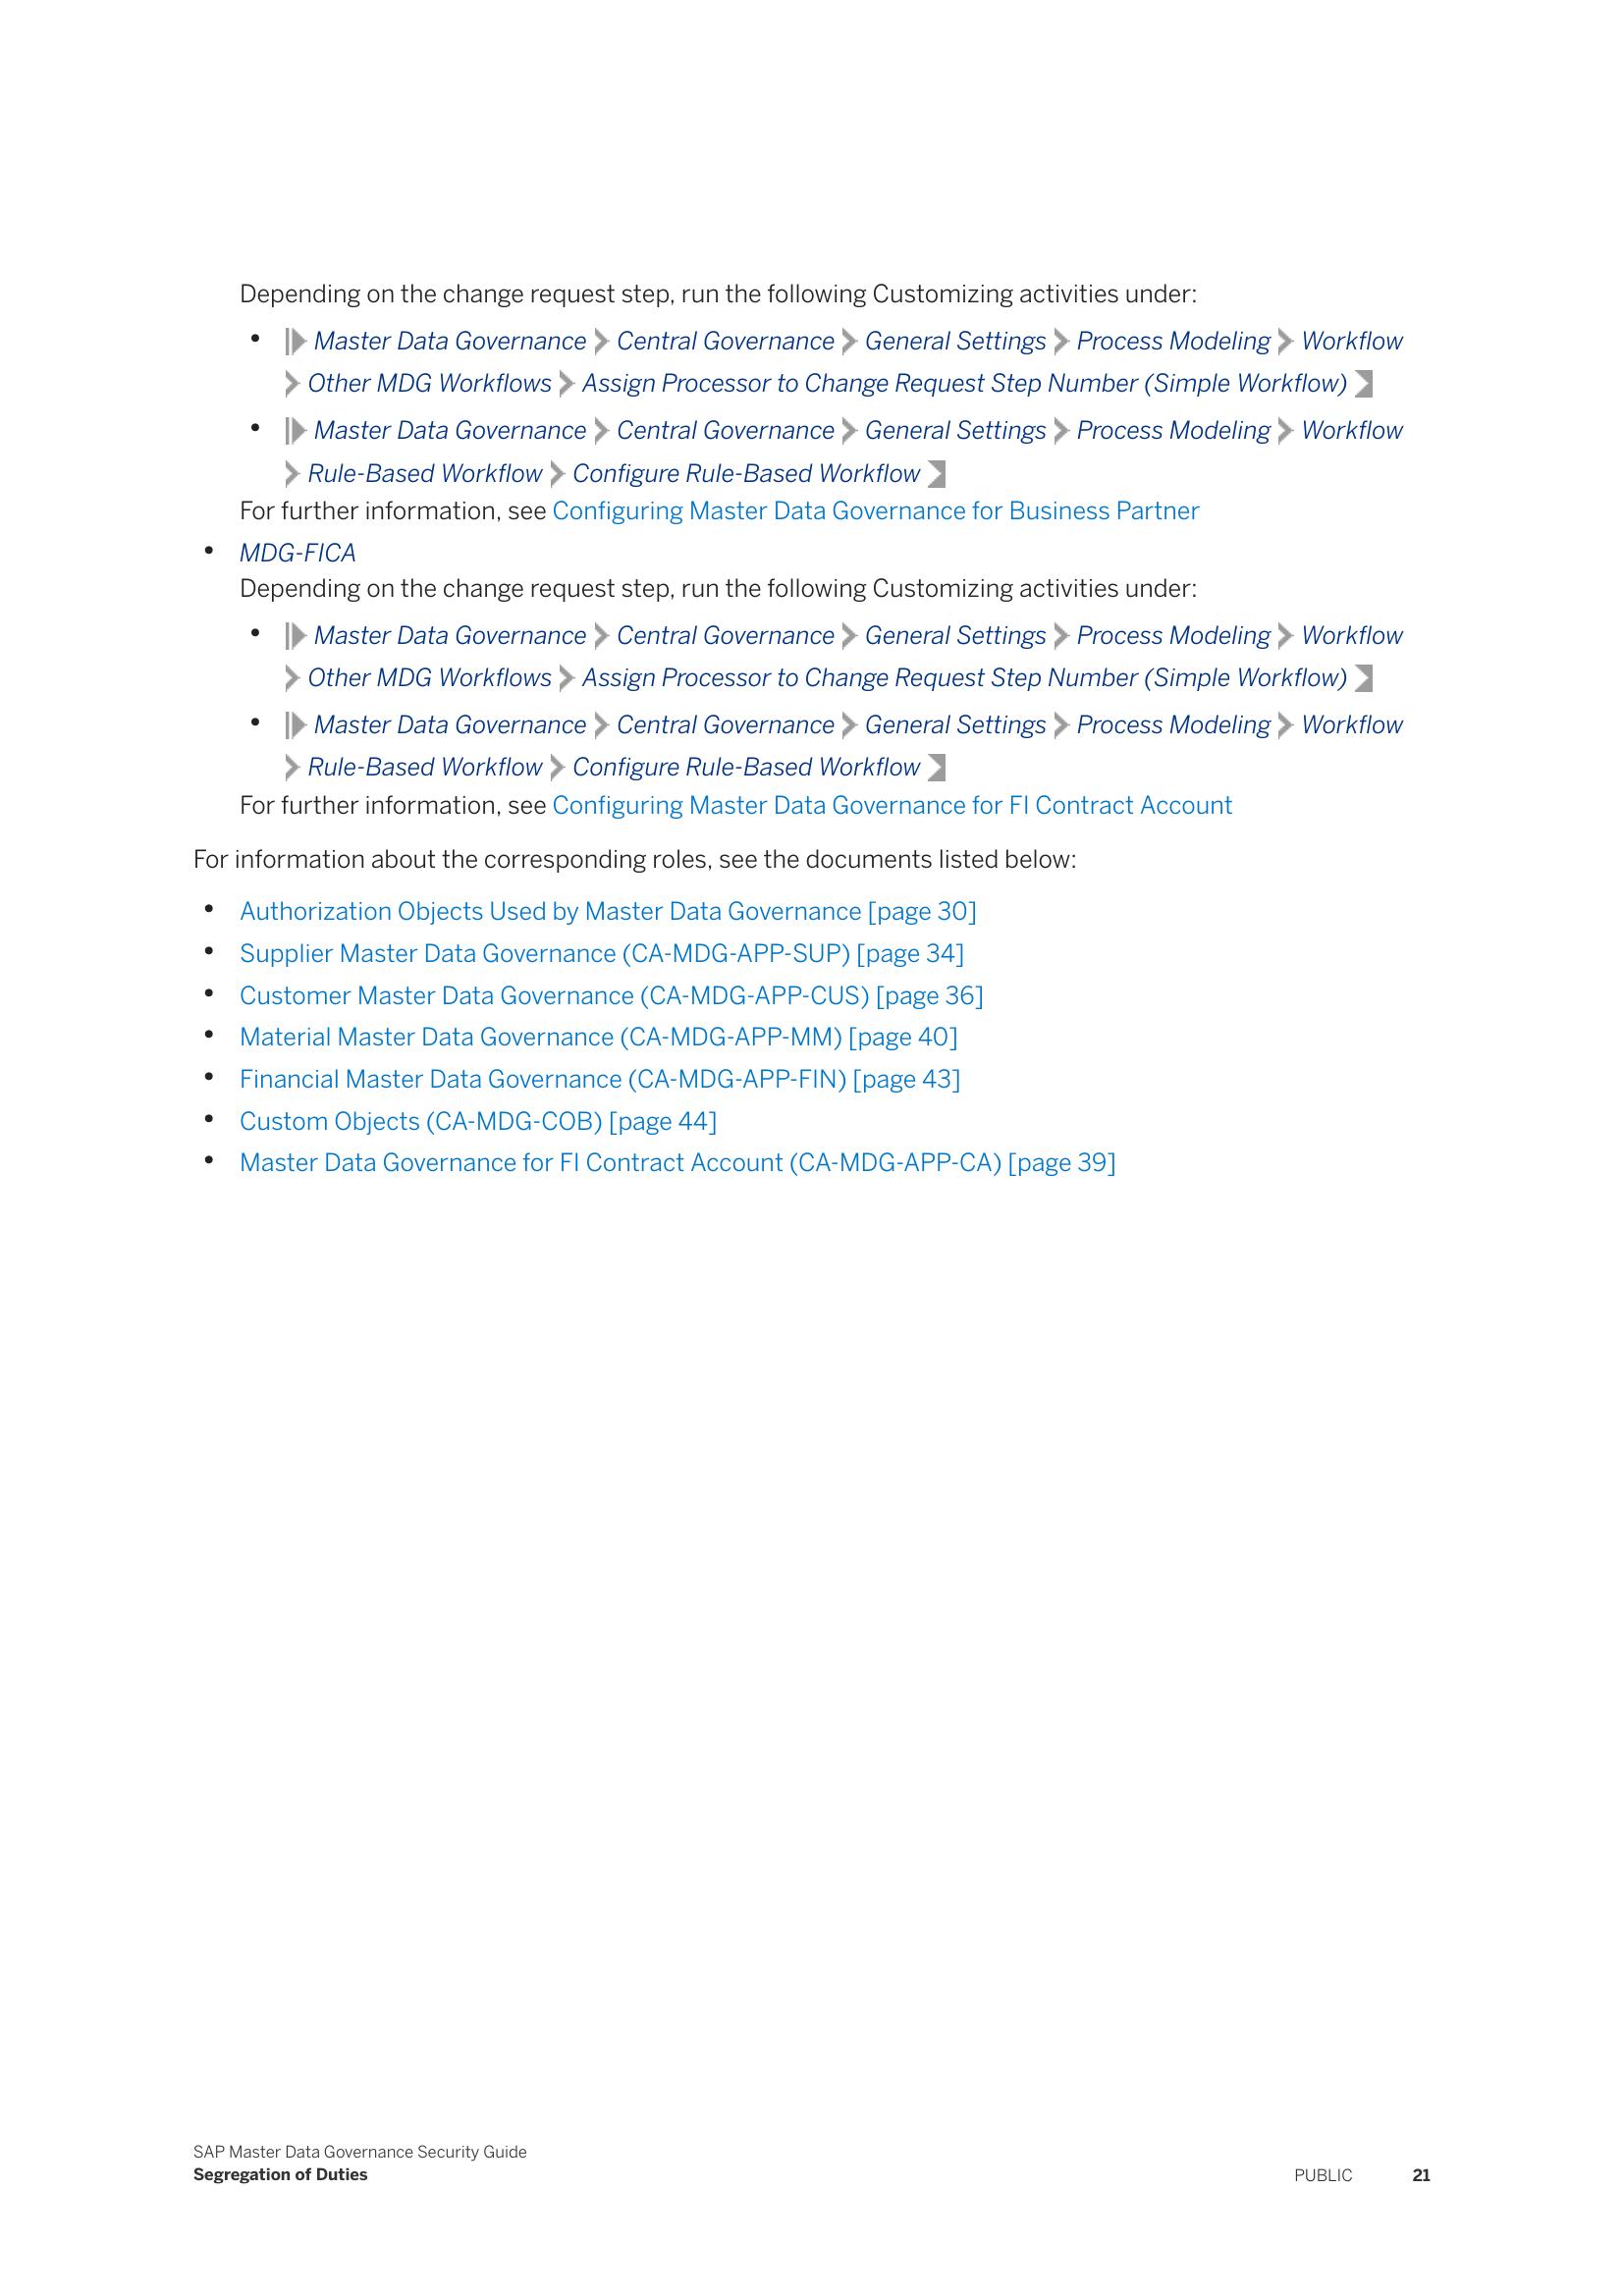 Depending on the change request step, run the following Customizing activities under:
• Master Data Governance Central Governance General Settings Process Modeling Workflow
Other MDG Workflows Assign Processor to Change Request Step Number (Simple Workflow)
• Master Data Governance Central Governance General Settings Process Modeling Workflow
Rule-Based Workflow Configure Rule-Based Workflow
For further information, see Configuring Master Data Governance for Business Partner
• MDG-FICA
Depending on the change request step, run the following Customizing activities under:
• Master Data Governance Central Governance General Settings Process Modeling Workflow
Other MDG Workflows Assign Processor to Change Request Step Number (Simple Workflow)
• Master Data Governance Central Governance General Settings Process Modeling Workflow
Rule-Based Workflow Configure Rule-Based Workflow
For further information, see Configuring Master Data Governance for FI Contract Account
For information about the corresponding roles, see the documents listed below:
• Authorization Objects Used by Master Data Governance [page 30]
• Supplier Master Data Governance (CA-MDG-APP-SUP) [page 34]
• Customer Master Data Governance (CA-MDG-APP-CUS) [page 36]
• Material Master Data Governance (CA-MDG-APP-MM) [page 40]
• Financial Master Data Governance (CA-MDG-APP-FIN) [page 43]
• Custom Objects (CA-MDG-COB) [page 44]
• Master Data Governance for FI Contract Account (CA-MDG-APP-CA) [page 39]
SAP Master Data Governance Security Guide
Segregation of Duties
PUBLIC 21